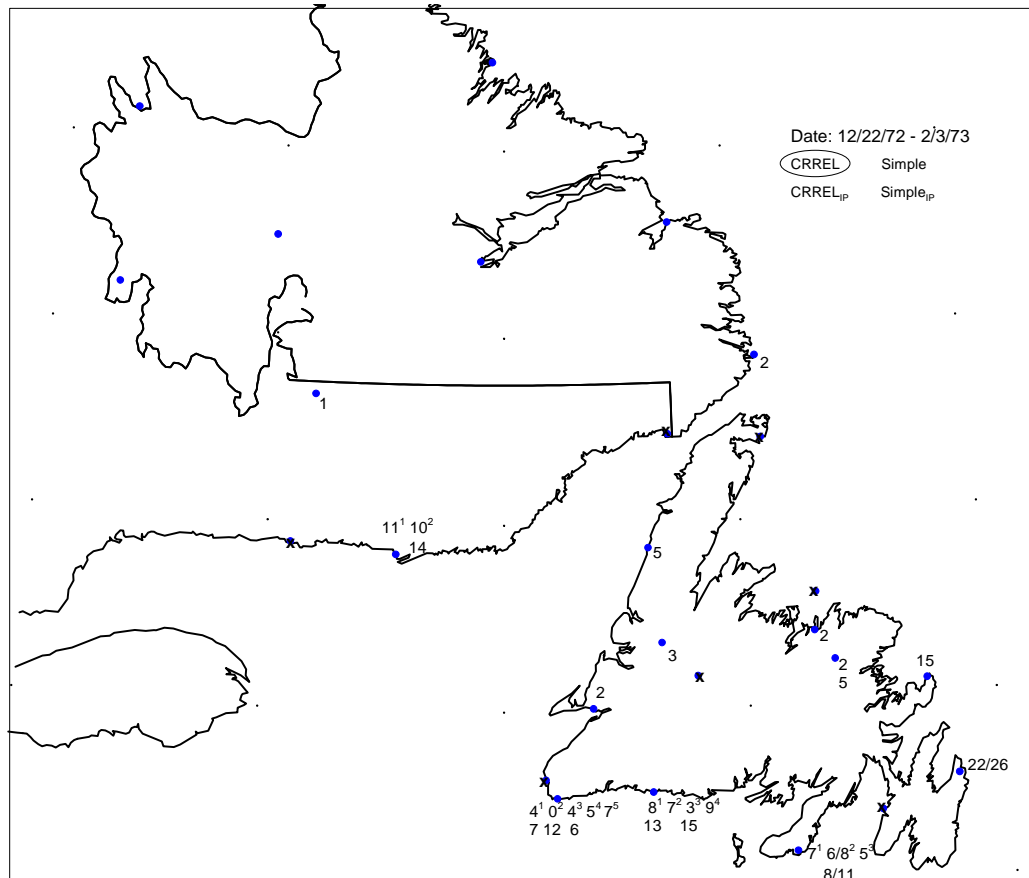 Date: 12/22/72 - 2/3/73
CRREL Simple
CRREL_IP Simple_IP
2
1
x
x
11¹ 10²
14
x
5
x
2
3
2
5
15
x
2
22/26
x
4¹ 0² 4³ 5⁴ 7⁵
7 12 6
8¹ 7² 3³ 9⁴
13 15
x
7¹ 6/8² 5³
8/11